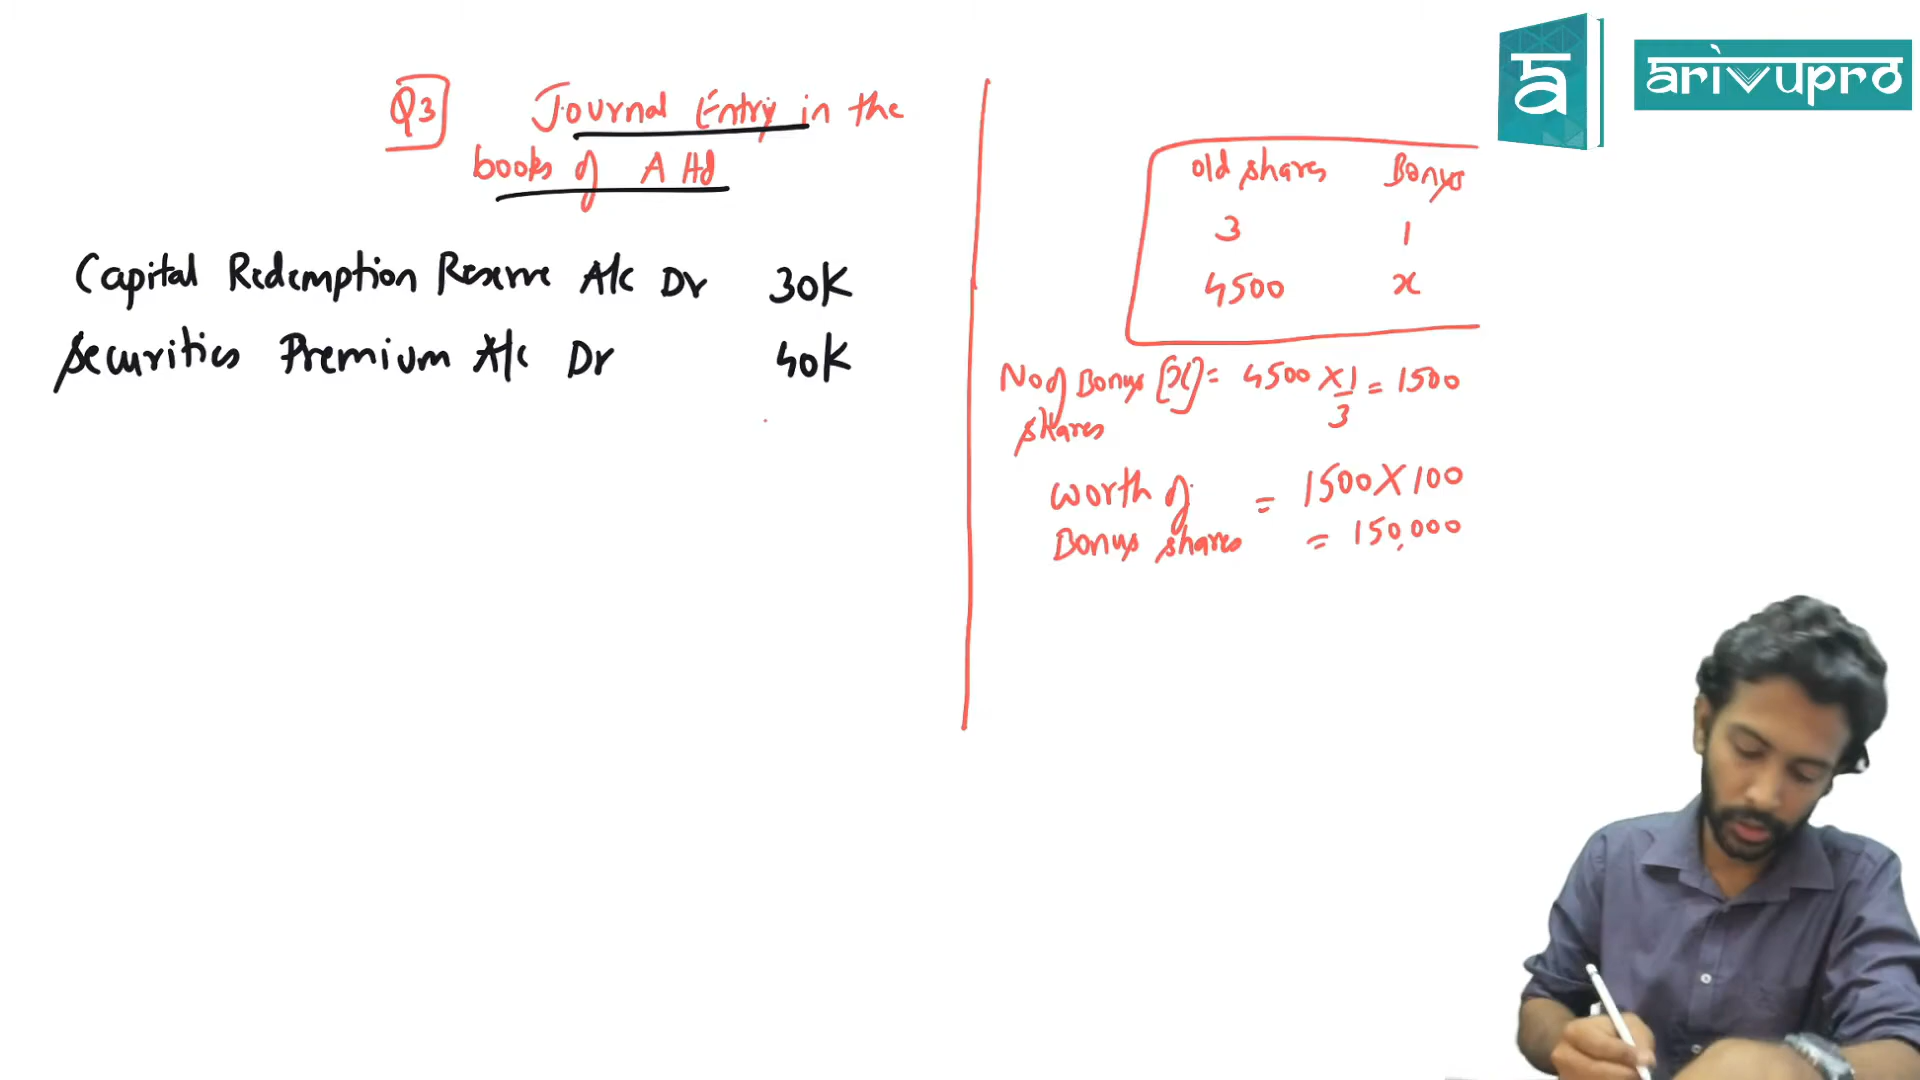 Q3 Journal Entry in the
books of A ltd
Capital Redemption Reserve A/c Dr 30K
Securities Premium A/c Dr 40K
old shares Bonus
3 1
4500 x
No of Bonus [x] = 4500 X 1/3 = 1500
shares
worth of = 1500 X 100
Bonus shares = 150,000
arivupro